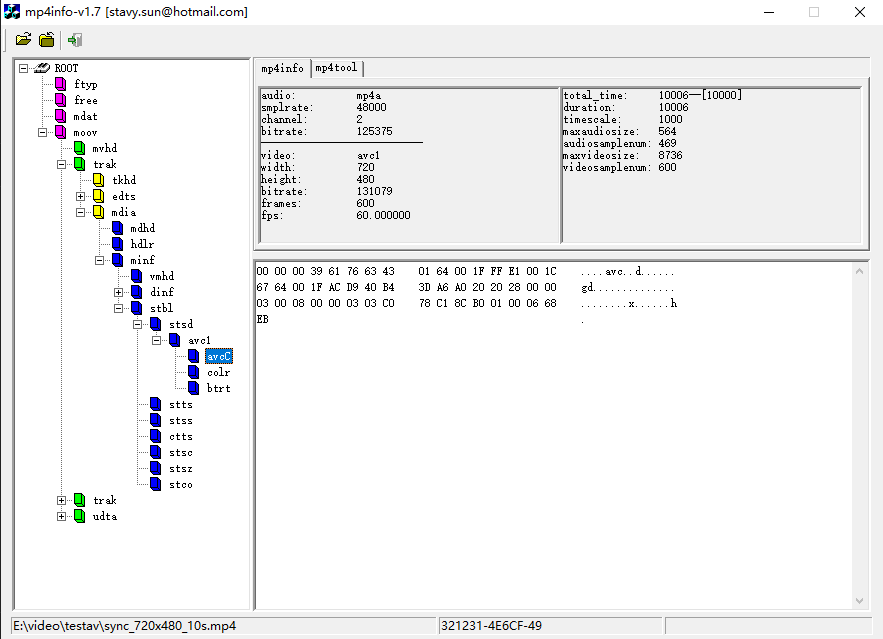 mp4info-v1.7 [stavy.sun@hotmail.com]
ROOT
ftyp
free
mdat
moov
mvhd
trak
tkhd
edts
mdia
mdhd
hdlr
minf
vmhd
dinf
stbl
stsd
avc1
avcC
colr
btrt
stts
stss
ctts
stsc
stsz
stco
trak
udta
mp4info mp4tool
audio: mp4a
smplrate: 48000
channel: 2
bitrate: 125375
video: avc1
width: 720
height: 480
bitrate: 131079
frames: 600
fps: 60.000000
total_time: 10006--[10000]
duration: 10006
timescale: 1000
maxaudiosize: 564
audiosamplenum: 469
maxvideosize: 8736
videosamplenum: 600
00 00 00 39 61 76 63 43 01 64 00 1F FF E1 00 1C ....avc..d......
67 64 00 1F AC D9 40 B4 3D A6 A0 20 20 28 00 00 gd..............
03 00 08 00 00 03 03 C0 78 C1 8C B0 01 00 06 68 ........x......h
EB .
E:\video\testav\sync_720x480_10s.mp4
321231-4E6CF-49